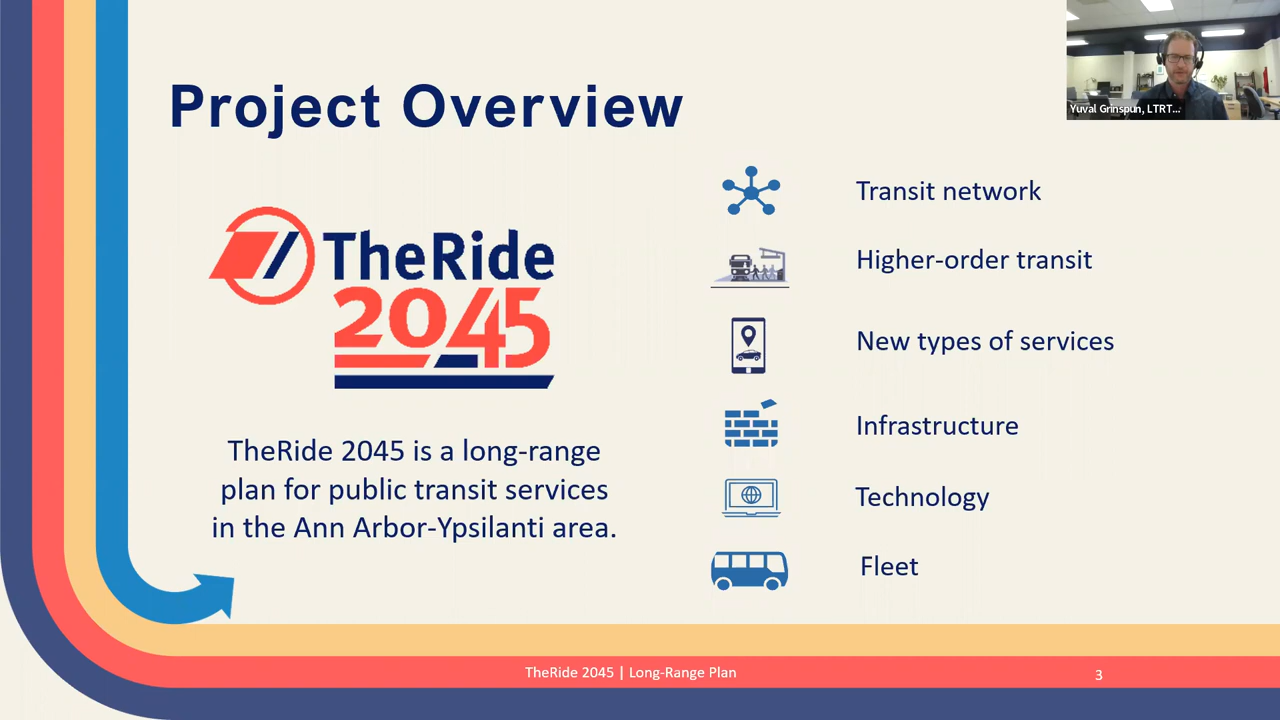 Project Overview
Yuval Grinspun, LTRT...
TheRide
2045
TheRide 2045 is a long-range
plan for public transit services
in the Ann Arbor-Ypsilanti area.
Transit network
Higher-order transit
New types of services
Infrastructure
Technology
Fleet
TheRide 2045 | Long-Range Plan
3